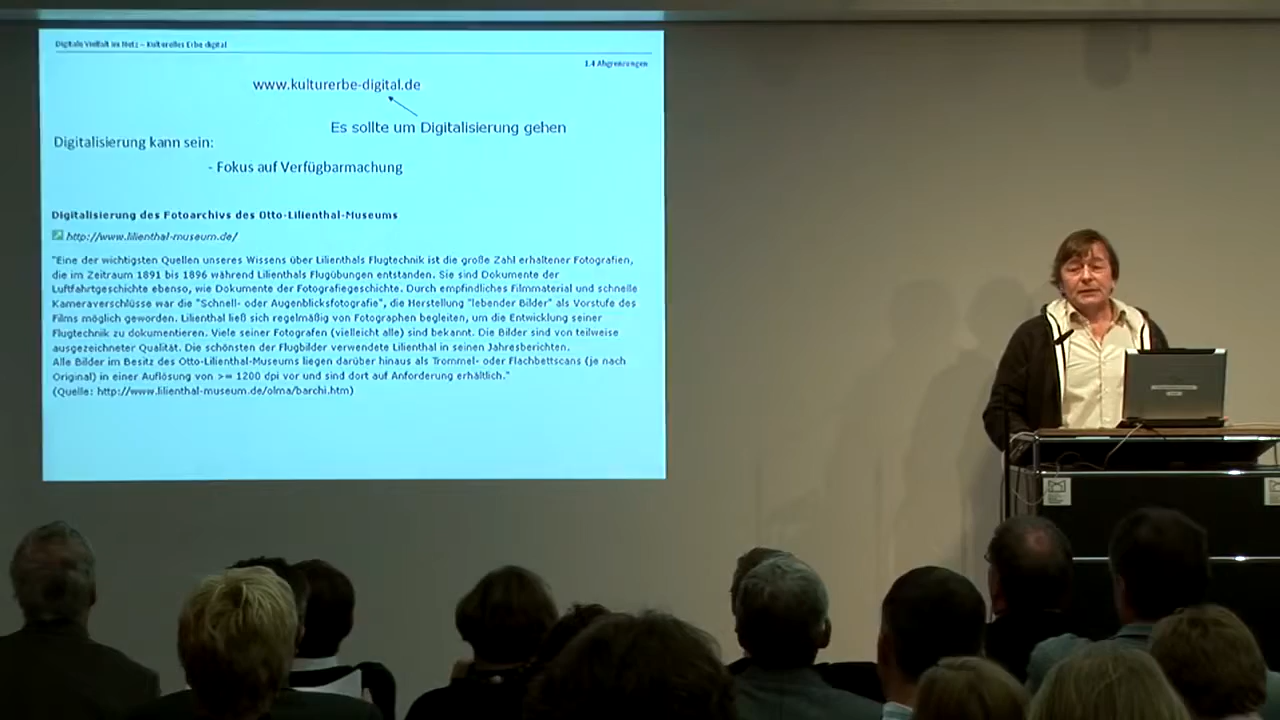 Digitale Vielfalt im Netz – Kulturelles Erbe digital
1.4 Abgrenzungen
www.kulturerbe-digital.de
Es sollte um Digitalisierung gehen
Digitalisierung kann sein:
- Fokus auf Verfügbarmachung
Digitalisierung des Fotoarchivs des Otto-Lilienthal-Museums
http://www.lilienthal-museum.de/
"Eine der wichtigsten Quellen unseres Wissens über Lilienthals Flugtechnik ist die große Zahl erhaltener Fotografien,
die im Zeitraum 1891 bis 1896 während Lilienthals Flugübungen entstanden. Sie sind Dokumente der
Luftfahrtgeschichte ebenso, wie Dokumente der Fotografiegeschichte. Durch empfindliches Filmmaterial und schnelle
Kameraverschlüsse war die "Schnell- oder Augenblicksfotografie", die Herstellung "lebender Bilder" als Vorstufe des
Films möglich geworden. Lilienthal ließ sich regelmäßig von Fotographen begleiten, um die Entwicklung seiner
Flugtechnik zu dokumentieren. Viele seiner Fotografen (vielleicht alle) sind bekannt. Die Bilder sind von teilweise
ausgezeichneter Qualität. Die schönsten der Flugbilder verwendete Lilienthal in seinen Jahresberichten.
Alle Bilder im Besitz des Otto-Lilienthal-Museums liegen darüber hinaus als Trommel- oder Flachbettscans (je nach
Original) in einer Auflösung von >= 1200 dpi vor und sind dort auf Anforderung erhältlich."
(Quelle: http://www.lilienthal-museum.de/olma/barchi.htm)